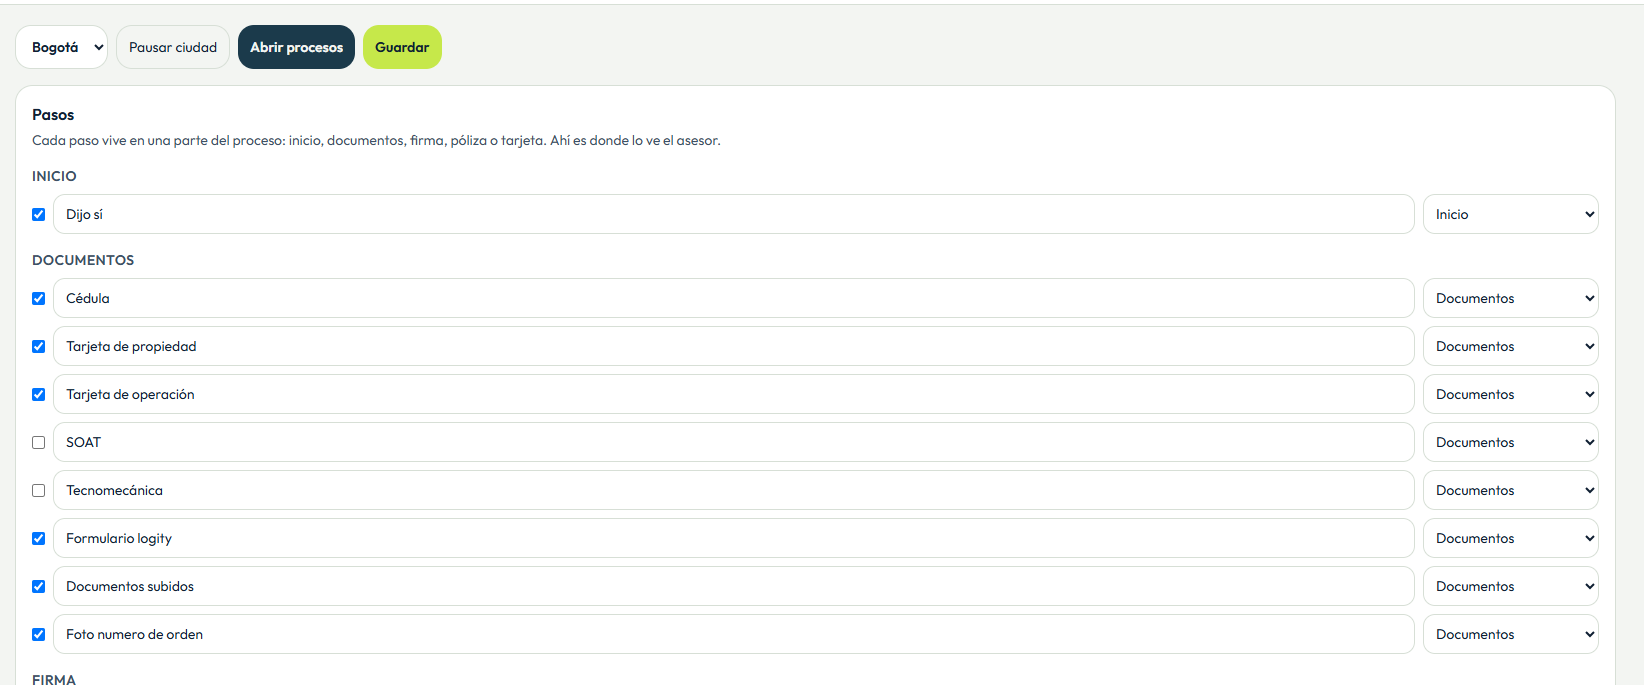 Bogotá Pausar ciudad Abrir procesos Guardar
Pasos
Cada paso vive en una parte del proceso: inicio, documentos, firma, póliza o tarjeta. Ahí es donde lo ve el asesor.
INICIO
Dijo sí Inicio
DOCUMENTOS
Cédula Documentos
Tarjeta de propiedad Documentos
Tarjeta de operación Documentos
SOAT Documentos
Tecnomecánica Documentos
Formulario logity Documentos
Documentos subidos Documentos
Foto numero de orden Documentos
FIRMA